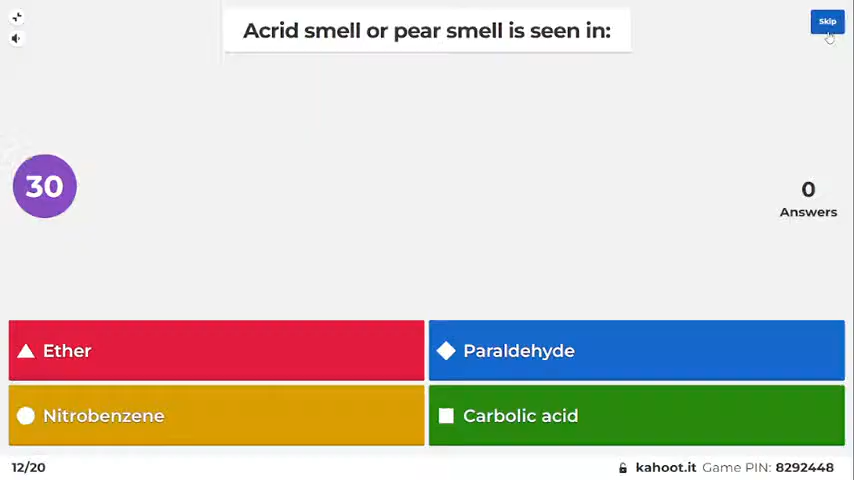 Acrid smell or pear smell is seen in:
Skip
30
0
Answers
Ether
Paraldehyde
Nitrobenzene
Carbolic acid
12/20
kahoot.it Game PIN: 8292448